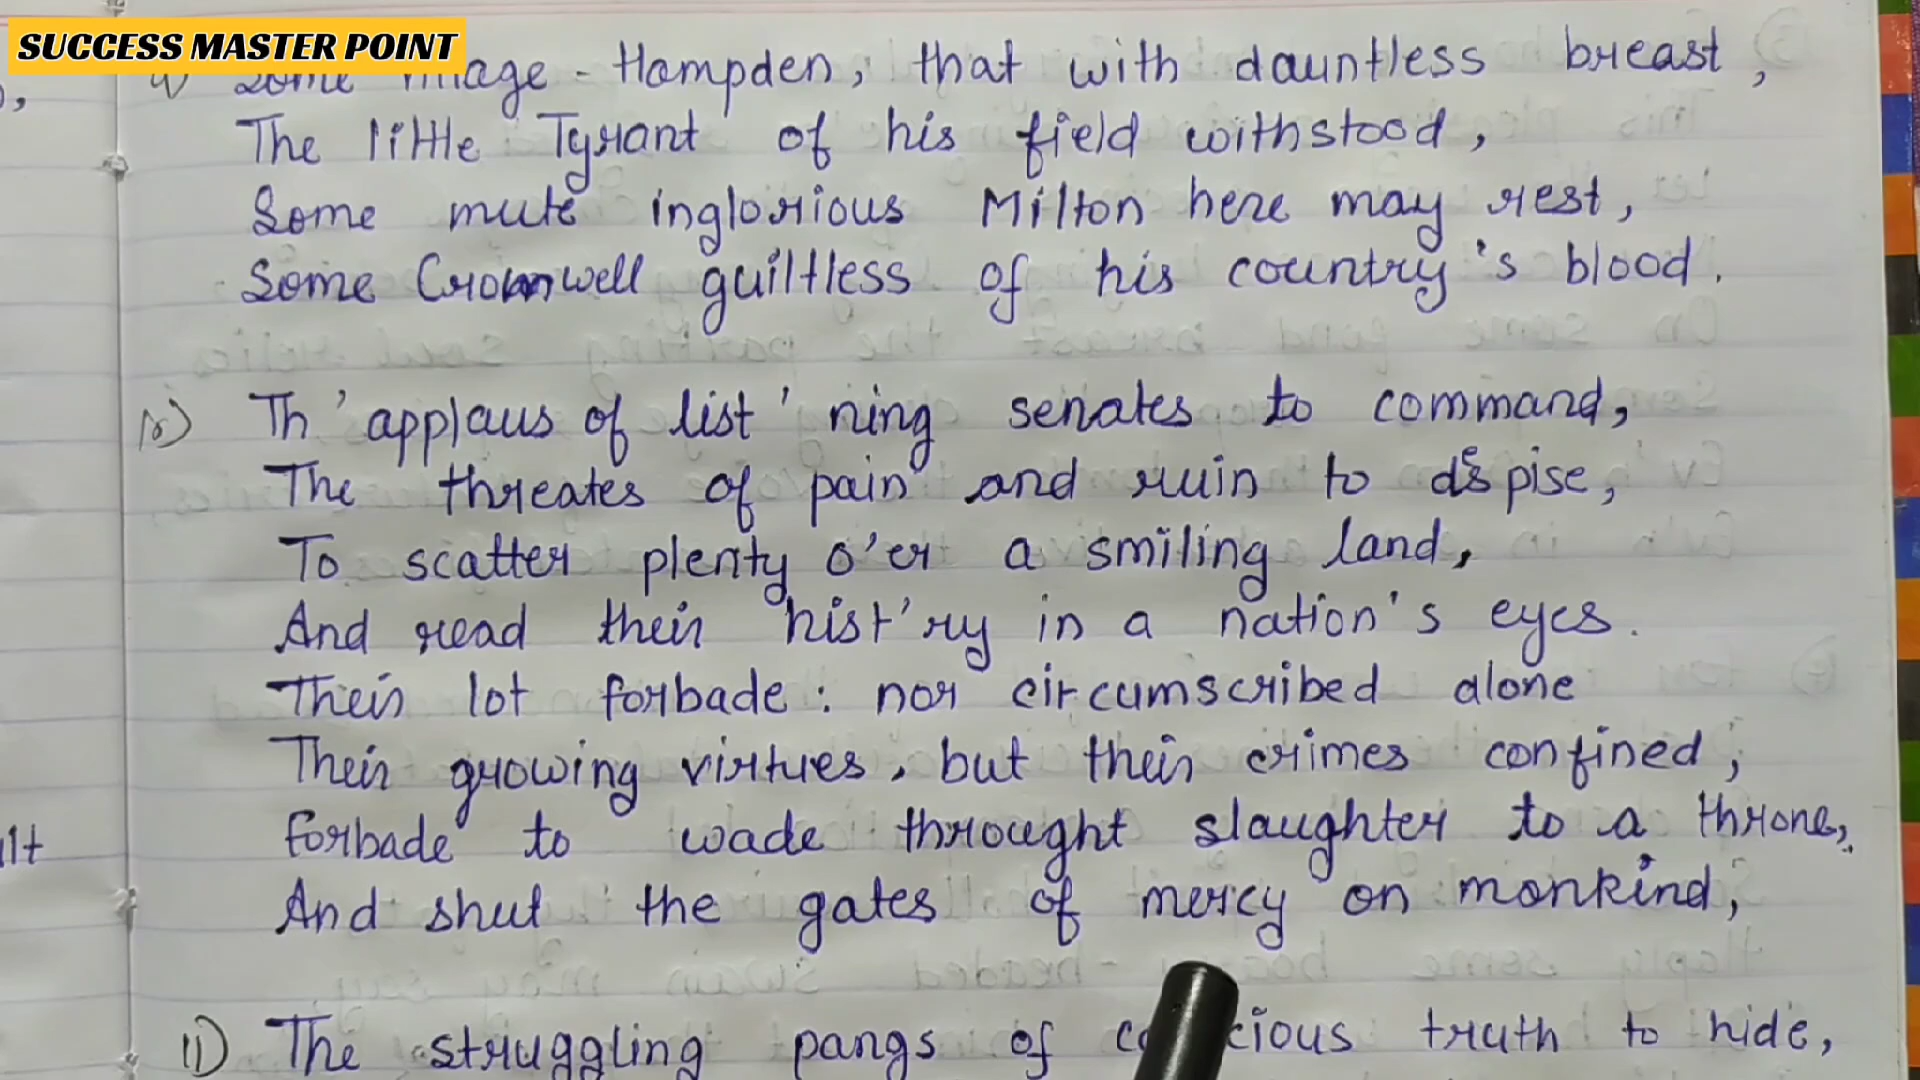 SUCCESS MASTER POINT
Some Village - Hampden, that with dauntless breast,
The little Tyrant of his field withstood,
Some mute inglorious Milton here may rest,
Some Cromwell guiltless of his country's blood.
Th' applaus of list' ning senates to command,
The threates of pain and ruin to despise,
To scatter plenty o'er a smiling land,
And read their hist'ry in a nation's eyes.
Their lot forbade: nor circumscribed alone
Their growing virtues, but their crimes confined;
forbade to wade throught slaughter to a throne,
And shut the gates of mercy on mankind,
11) The struggling pangs of to hide,